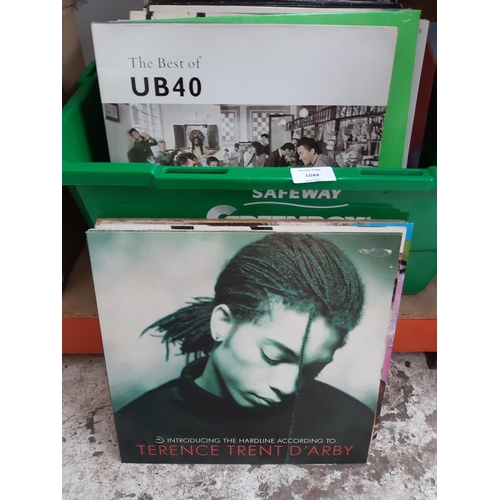 The Best of
UB40
1044
SAFEWAY
INTRODUCING THE HARDLINE ACCORDING TO
TERENCE TRENT D'ARBY